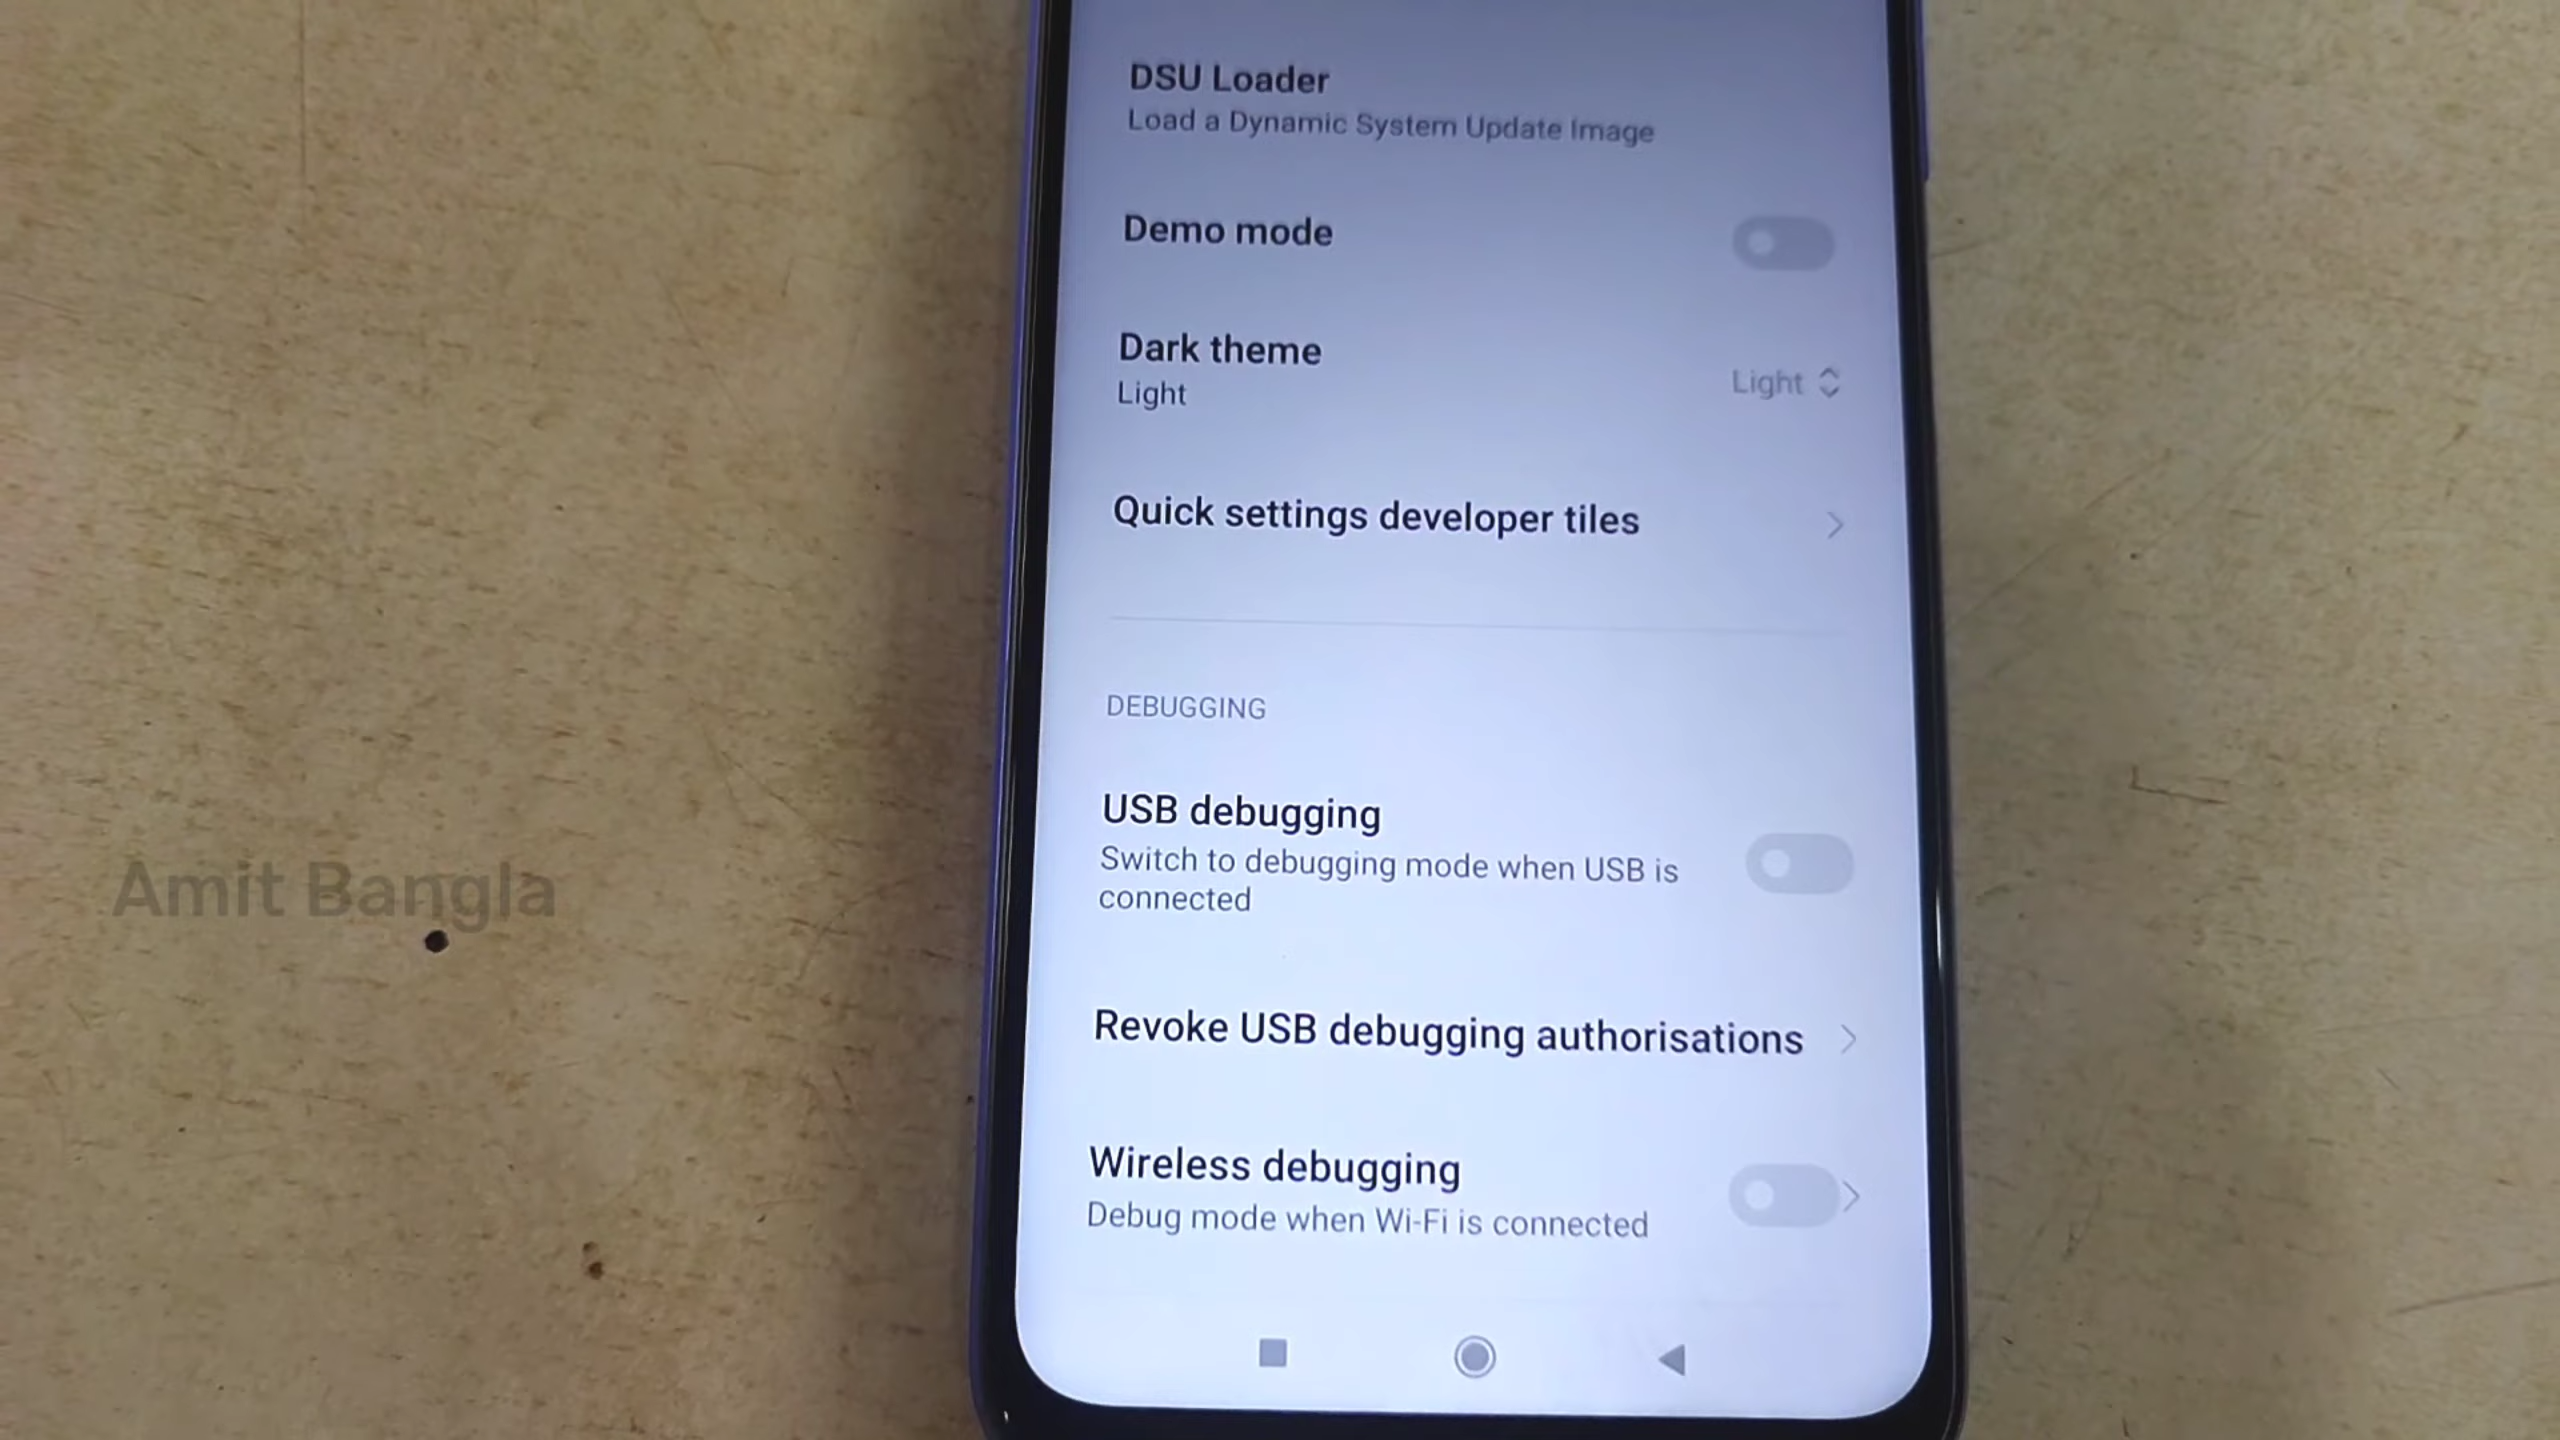 DSU Loader
Load a Dynamic System Update Image
Demo mode
Dark theme
Light
Light
Quick settings developer tiles
DEBUGGING
USB debugging
Switch to debugging mode when USB is
connected
Revoke USB debugging authorisations
Wireless debugging
Debug mode when Wi-Fi is connected
Amit Bangla